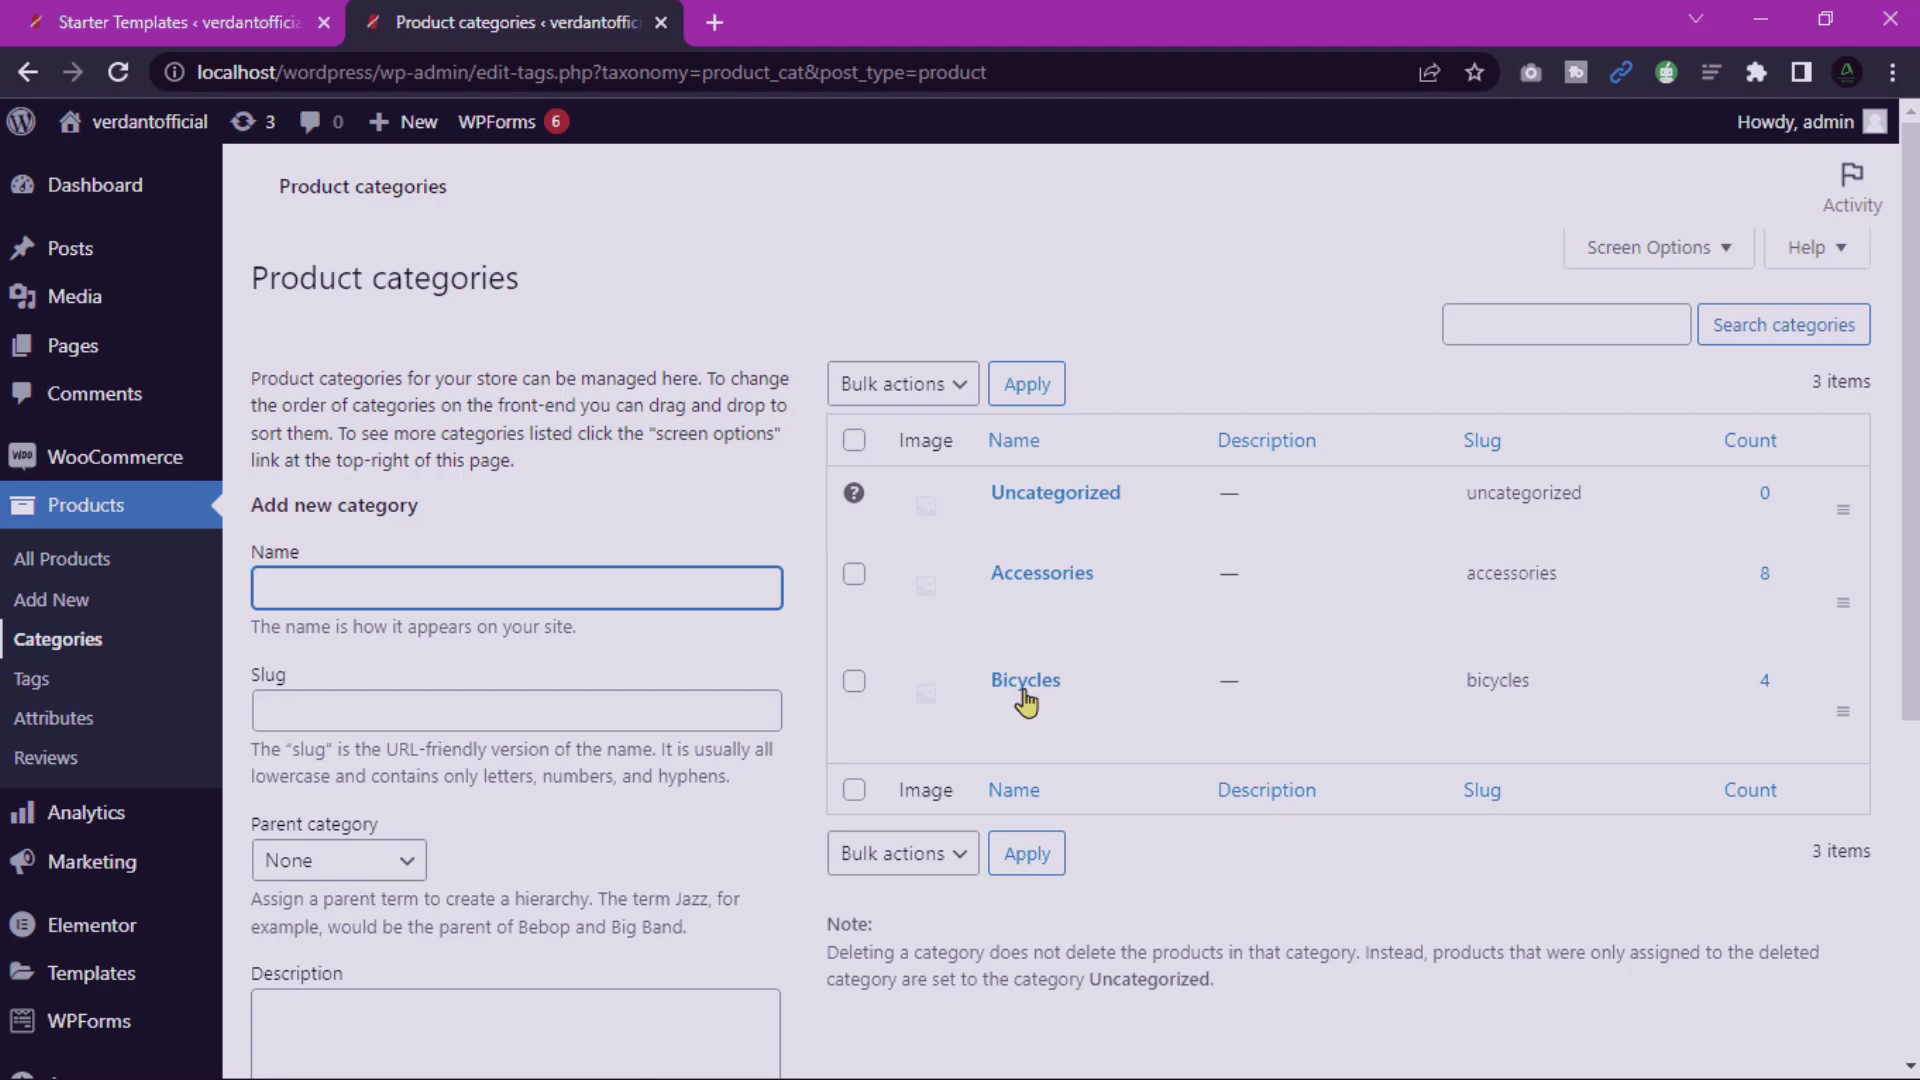 Starter Templates ‹ verdantofficia
Product categories ‹ verdantoffic
localhost/wordpress/wp-admin/edit-tags.php?taxonomy=product_cat&post_type=product
verdantofficial
3
0
New
WPForms 6
Howdy, admin
Dashboard
Posts
Media
Pages
Comments
WooCommerce
Products
All Products
Add New
Categories
Tags
Attributes
Reviews
Analytics
Marketing
Elementor
Templates
WPForms
Product categories
Activity
Screen Options
Help
Product categories
Search categories
Product categories for your store can be managed here. To change
the order of categories on the front-end you can drag and drop to
sort them. To see more categories listed click the "screen options"
link at the top-right of this page.
Add new category
Name
The name is how it appears on your site.
Slug
The “slug” is the URL-friendly version of the name. It is usually all
lowercase and contains only letters, numbers, and hyphens.
Parent category
None
Assign a parent term to create a hierarchy. The term Jazz, for
example, would be the parent of Bebop and Big Band.
Description
Bulk actions Apply 3 items
Image Name Description Slug Count
Uncategorized — uncategorized 0
Accessories — accessories 8
Bicycles — bicycles 4
Image Name Description Slug Count
Bulk actions Apply 3 items
Note:
Deleting a category does not delete the products in that category. Instead, products that were only assigned to the deleted
category are set to the category Uncategorized.